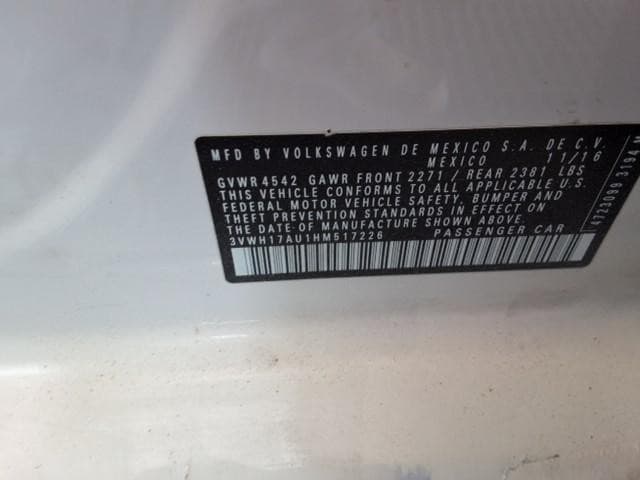 MFD BY VOLKSWAGEN DE MEXICO S.A. DE C.V.
MEXICO 11/16
GVWR 4542 GAWR FRONT 2271 / REAR 2381 LBS
THIS VEHICLE CONFORMS TO ALL APPLICABLE U.S.
FEDERAL MOTOR VEHICLE SAFETY, BUMPER AND
THEFT PREVENTION STANDARDS IN EFFECT ON
THE DATE OF MANUFACTURE SHOWN ABOVE.
3VWH17AU1HM517226 PASSENGER CAR
V7Z3099 3194 M